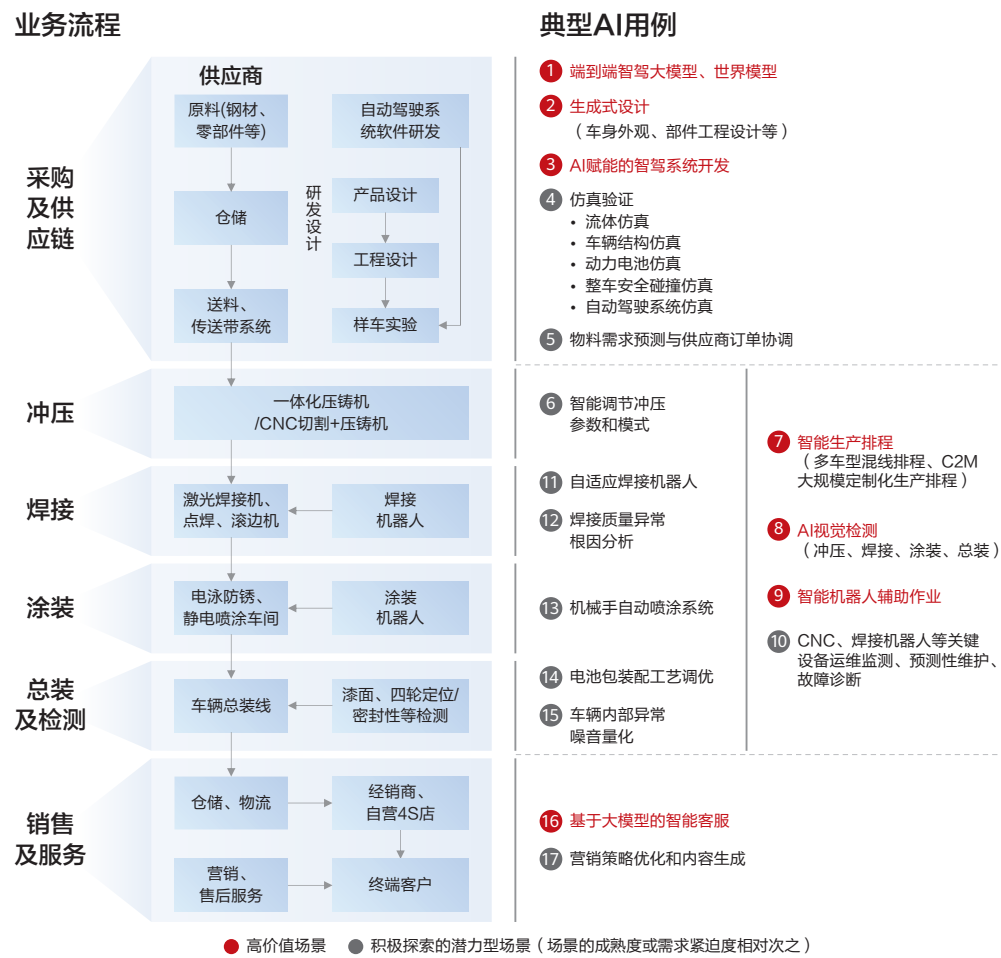 业务流程
典型AI用例
采购
及供
应链
供应商
原料(钢材、
零部件等)
仓储
送料、
传送带系统
研发设计
自动驾驶系
统软件研发
产品设计
工程设计
样车实验
1 端到端智驾大模型、世界模型
2 生成式设计
（车身外观、部件工程设计等）
3 AI赋能的智驾系统开发
4 仿真验证
• 流体仿真
• 车辆结构仿真
• 动力电池仿真
• 整车安全碰撞仿真
• 自动驾驶系统仿真
5 物料需求预测与供应商订单协调
冲压
一体化压铸机
/CNC切割+压铸机
6 智能调节冲压
参数和模式
焊接
激光焊接机、
点焊、滚边机
焊接
机器人
11 自适应焊接机器人
12 焊接质量异常
根因分析
涂装
电泳防锈、
静电喷涂车间
涂装
机器人
13 机械手自动喷涂系统
总装
及检测
车辆总装线
漆面、四轮定位/
密封性等检测
14 电池包装配工艺调优
15 车辆内部异常
噪音量化
7 智能生产排程
（多车型混线排程、C2M
大规模定制化生产排程）
8 AI视觉检测
（冲压、焊接、涂装、总装）
9 智能机器人辅助作业
10 CNC、焊接机器人等关键
设备运维监测、预测性维护、
故障诊断
销售
及服务
仓储、物流
经销商、
自营4S店
营销、
售后服务
终端客户
16 基于大模型的智能客服
17 营销策略优化和内容生成
高价值场景
积极探索的潜力型场景（场景的成熟度或需求紧迫度相对次之）